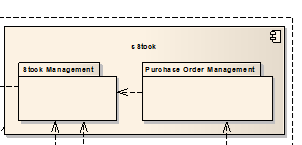 s Stock
Stock Management
Purchase Order Management